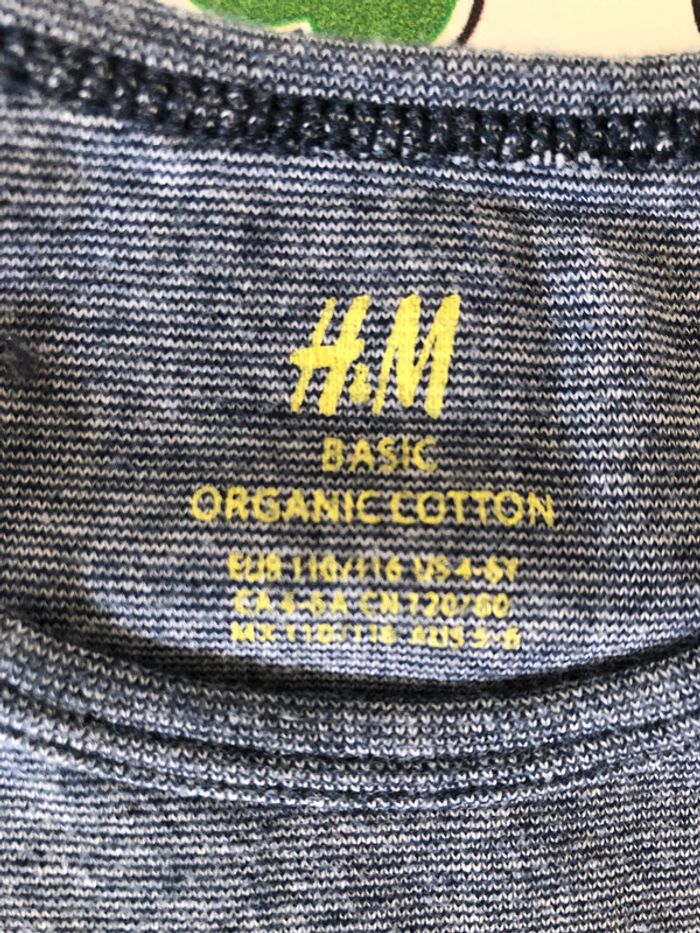 H&M
BASIC
ORGANIC COTTON
EUR 110/116 US 4-6Y
CA 4-6A CN 120/60
MX 110/116 AUS 5-6